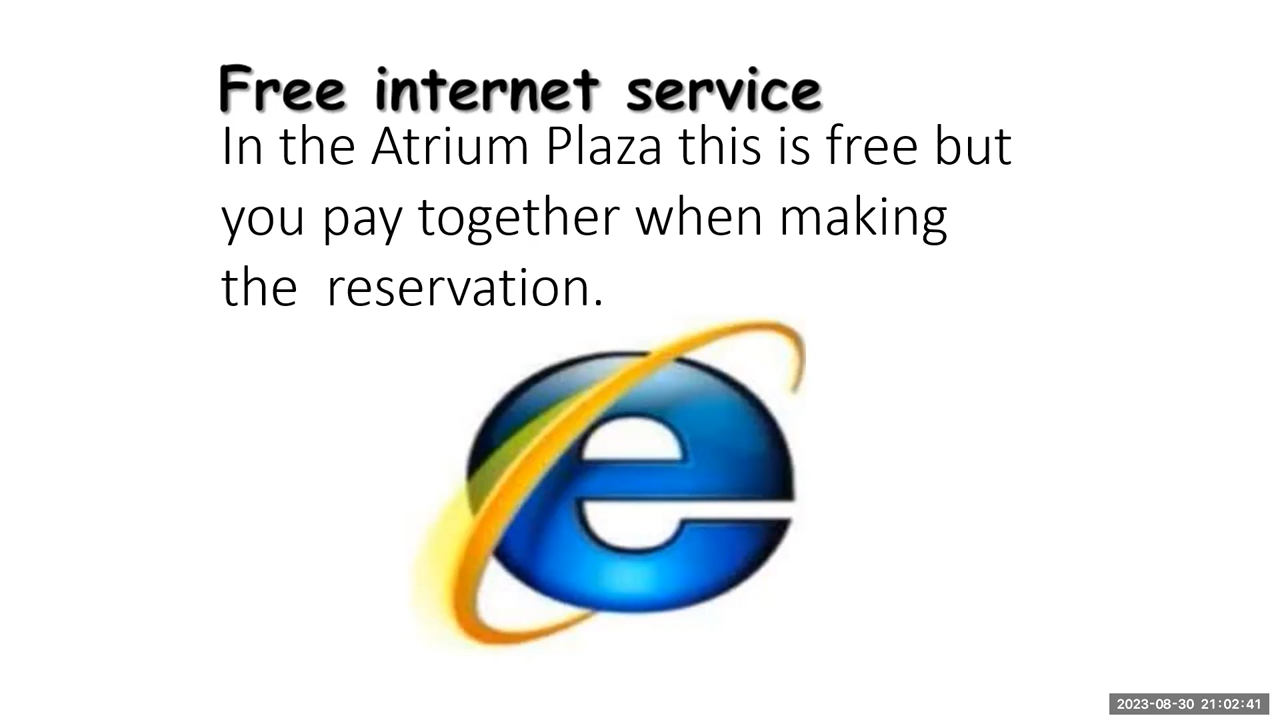 Free internet service
In the Atrium Plaza this is free but
you pay together when making
the  reservation.
2023-08-30 21:02:41